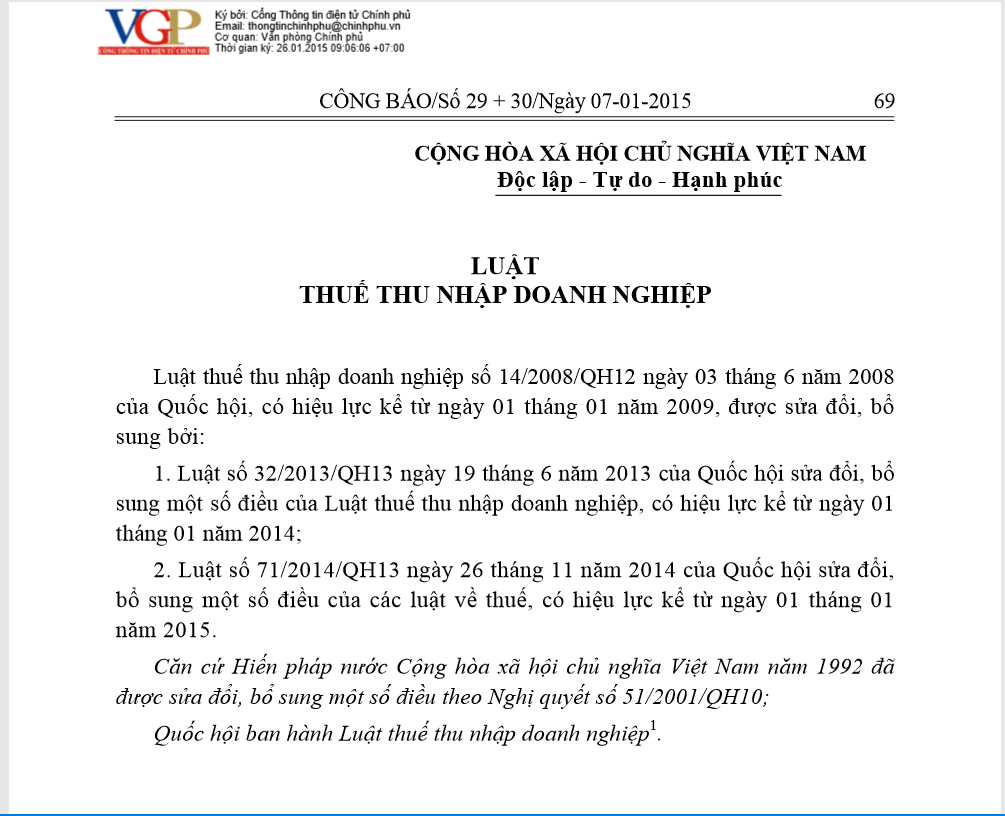 VGP
CỔNG THÔNG TIN ĐIỆN TỬ CHÍNH PHỦ
Ký bởi: Cổng Thông tin điện tử Chính phủ
Email: thongtinchinhphu@chinhphu.vn
Cơ quan: Văn phòng Chính phủ
Thời gian ký: 26.01.2015 09:06:06 +07:00
CÔNG BÁO/Số 29 + 30/Ngày 07-01-2015 69
CỘNG HÒA XÃ HỘI CHỦ NGHĨA VIỆT NAM
Độc lập - Tự do - Hạnh phúc
LUẬT
THUẾ THU NHẬP DOANH NGHIỆP
Luật thuế thu nhập doanh nghiệp số 14/2008/QH12 ngày 03 tháng 6 năm 2008
của Quốc hội, có hiệu lực kể từ ngày 01 tháng 01 năm 2009, được sửa đổi, bổ
sung bởi:
1. Luật số 32/2013/QH13 ngày 19 tháng 6 năm 2013 của Quốc hội sửa đổi, bổ
sung một số điều của Luật thuế thu nhập doanh nghiệp, có hiệu lực kể từ ngày 01
tháng 01 năm 2014;
2. Luật số 71/2014/QH13 ngày 26 tháng 11 năm 2014 của Quốc hội sửa đổi,
bổ sung một số điều của các luật về thuế, có hiệu lực kể từ ngày 01 tháng 01
năm 2015.
Căn cứ Hiến pháp nước Cộng hòa xã hội chủ nghĩa Việt Nam năm 1992 đã
được sửa đổi, bổ sung một số điều theo Nghị quyết số 51/2001/QH10;
Quốc hội ban hành Luật thuế thu nhập doanh nghiệp¹.